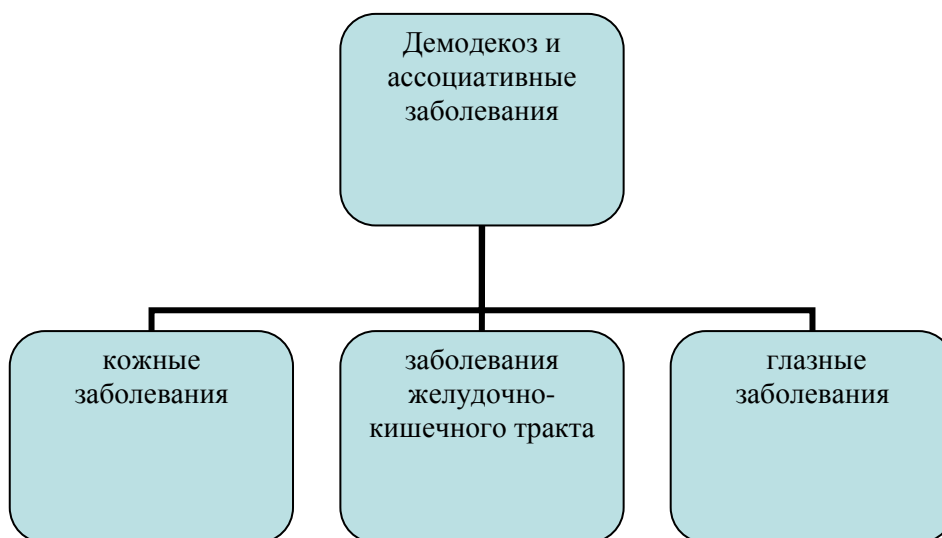 Демодекоз и
ассоциативные
заболевания
кожные
заболевания
заболевания
желудочно-
кишечного тракта
глазные
заболевания